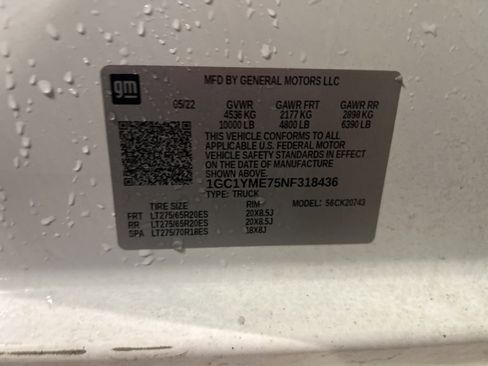 gm
MFD BY GENERAL MOTORS LLC
05/22 GVWR GAWR FRT GAWR RR
4536 KG 2177 KG 2898 KG
10000 LB 4800 LB 6390 LB
THIS VEHICLE CONFORMS TO ALL
APPLICABLE U.S. FEDERAL MOTOR
VEHICLE SAFETY STANDARDS IN
EFFECT ON THE DATE OF
MANUFACTURE SHOWN ABOVE.
1GC1YME75NF318436
TYPE: TRUCK MODEL: 56CK20743
TIRE SIZE RIM
FRT LT275/65R20ES 20X8.5J
RR LT275/65R20ES 20X8.5J
SPA LT275/70R18ES 18X8J